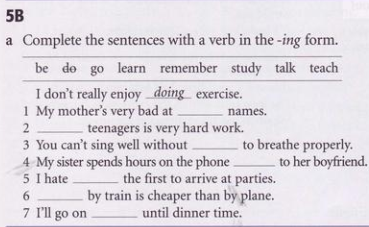 5B
a Complete the sentences with a verb in the -ing form.
be do go learn remember study talk teach
I don't really enjoy doing exercise.
1 My mother's very bad at ______ names.
2 ______ teenagers is very hard work.
3 You can't sing well without ______ to breathe properly.
4 My sister spends hours on the phone ______ to her boyfriend.
5 I hate ______ the first to arrive at parties.
6 ______ by train is cheaper than by plane.
7 I'll go on ______ until dinner time.